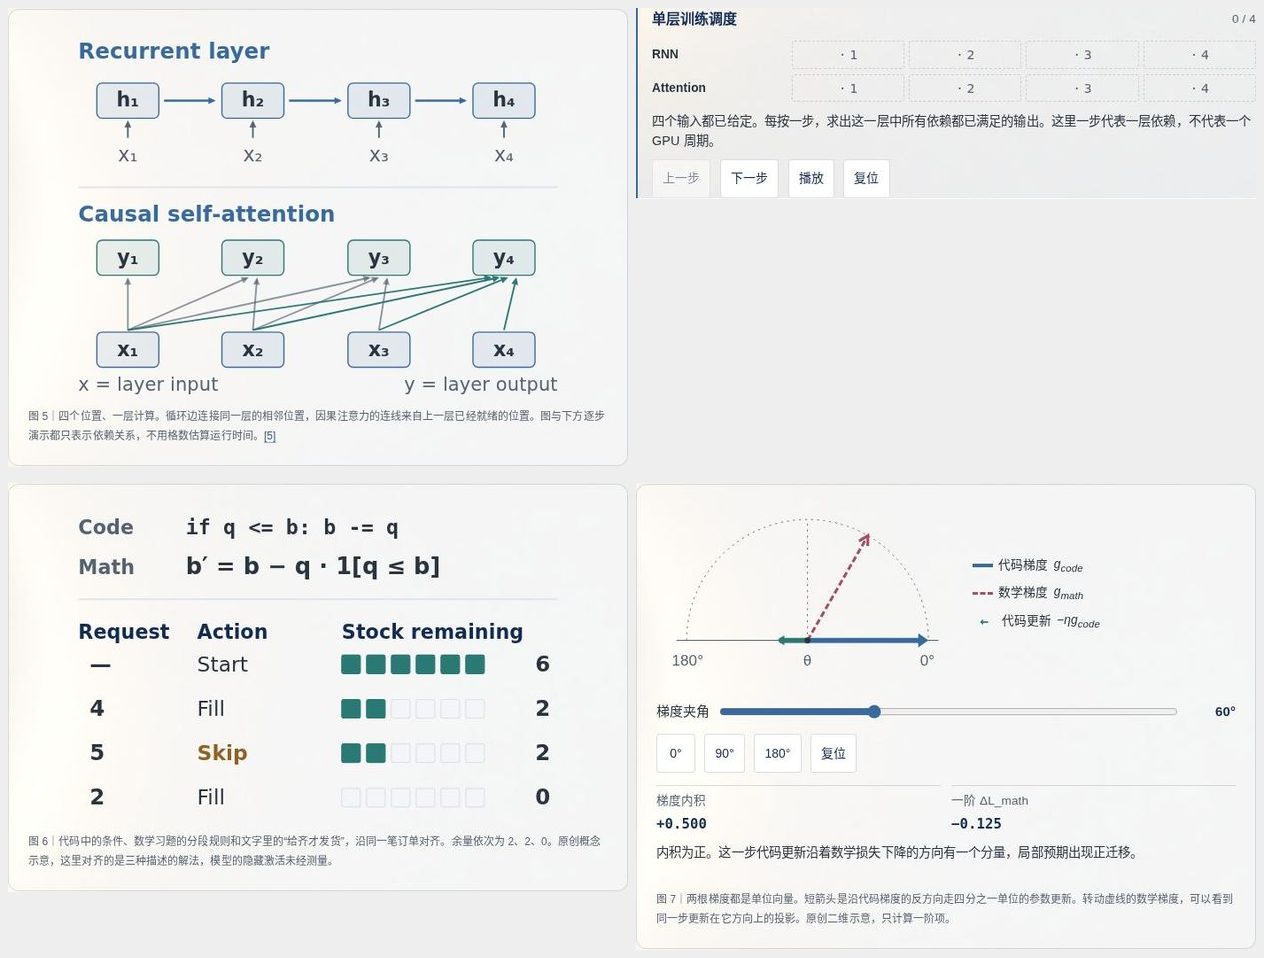 Recurrent layer
h₁ h₂ h₃ h₄
x₁ x₂ x₃ x₄
Causal self-attention
y₁ y₂ y₃ y₄
x₁ x₂ x₃ x₄
x = layer input y = layer output
图 5｜四个位置、一层计算。循环边连接同一层的相邻位置，因果注意力的连线来自上一层已经就绪的位置。图与下方逐步
演示都只表示依赖关系，不用格数估算运行时间。[5]
单层训练调度 0 / 4
RNN · 1 · 2 · 3 · 4
Attention · 1 · 2 · 3 · 4
四个输入都已给定。每按一步，求出这一层中所有依赖都已满足的输出。这里一步代表一层依赖，不代表一个
GPU 周期。
上一步 下一步 播放 复位
Code if q <= b: b -= q
Math b′ = b − q · 1[q ≤ b]
Request Action Stock remaining
— Start 6
4 Fill 2
5 Skip 2
2 Fill 0
图 6｜代码中的条件、数学习题的分段规则和文字里的“给齐才发货”，沿同一笔订单对齐。余量依次为 2、2、0。原创概念
示意，这里对齐的是三种描述的解法，模型的隐藏激活未经测量。
代码梯度 g_code
数学梯度 g_math
代码更新 −ηg_code
180° θ 0°
梯度夹角 60°
0° 90° 180° 复位
梯度内积 一阶 ΔL_math
+0.500 −0.125
内积为正。这一步代码更新沿着数学损失下降的方向有一个分量，局部预期出现正迁移。
图 7｜两根梯度都是单位向量。短箭头是沿代码梯度的反方向走四分之一单位的参数更新。转动虚线的数学梯度，可以看到
同一步更新在它方向上的投影。原创二维示意，只计算一阶项。